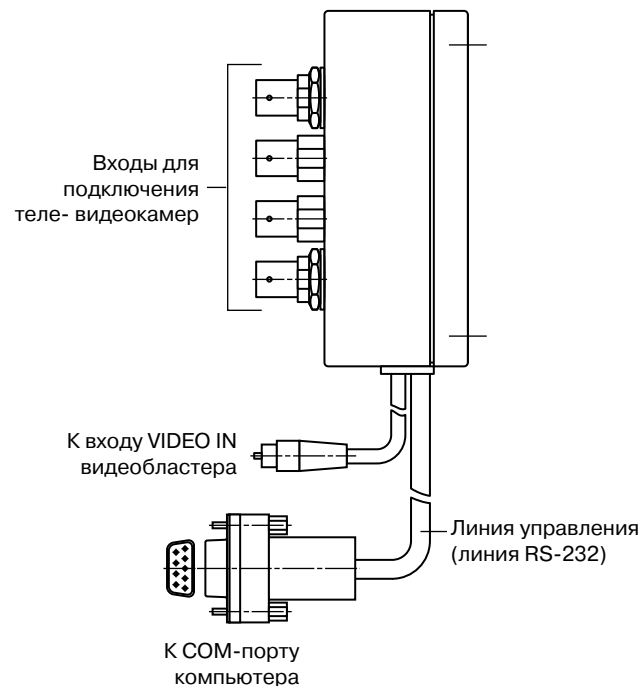 Входы для
подключения
теле- видеокамер
К входу VIDEO IN
видеобластера
Линия управления
(линия RS-232)
К COM-порту
компьютера